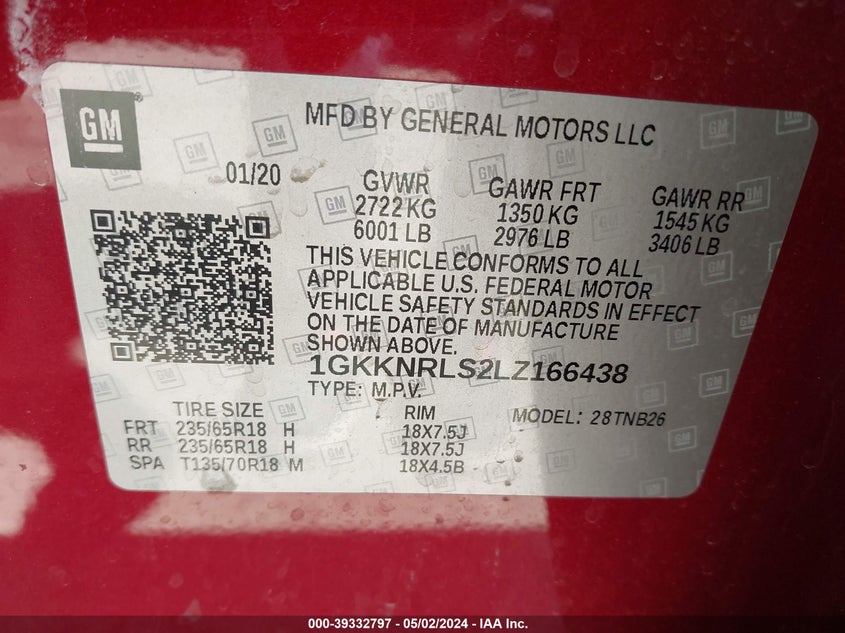 GM
MFD BY GENERAL MOTORS LLC
01/20
GVWR GAWR FRT GAWR RR
2722 KG 1350 KG 1545 KG
6001 LB 2976 LB 3406 LB
THIS VEHICLE CONFORMS TO ALL
APPLICABLE U.S. FEDERAL MOTOR
VEHICLE SAFETY STANDARDS IN EFFECT
ON THE DATE OF MANUFACTURE
SHOWN ABOVE.
1GKKNRLS2LZ166438
TYPE: M.P.V.
TIRE SIZE RIM MODEL: 28TNB26
FRT 235/65R18 H 18X7.5J
RR 235/65R18 H 18X7.5J
SPA T135/70R18 M 18X4.5B
000-39332797 - 05/02/2024 - IAA Inc.